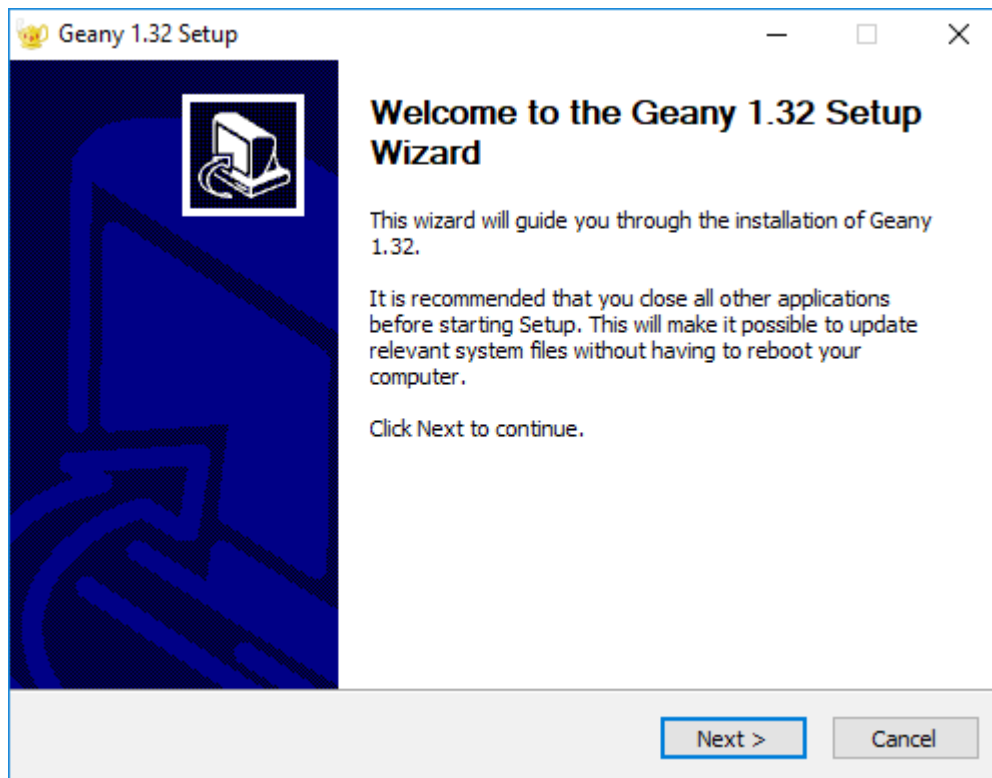 Geany 1.32 Setup
Welcome to the Geany 1.32 Setup
Wizard
This wizard will guide you through the installation of Geany
1.32.
It is recommended that you close all other applications
before starting Setup. This will make it possible to update
relevant system files without having to reboot your
computer.
Click Next to continue.
Next >
Cancel